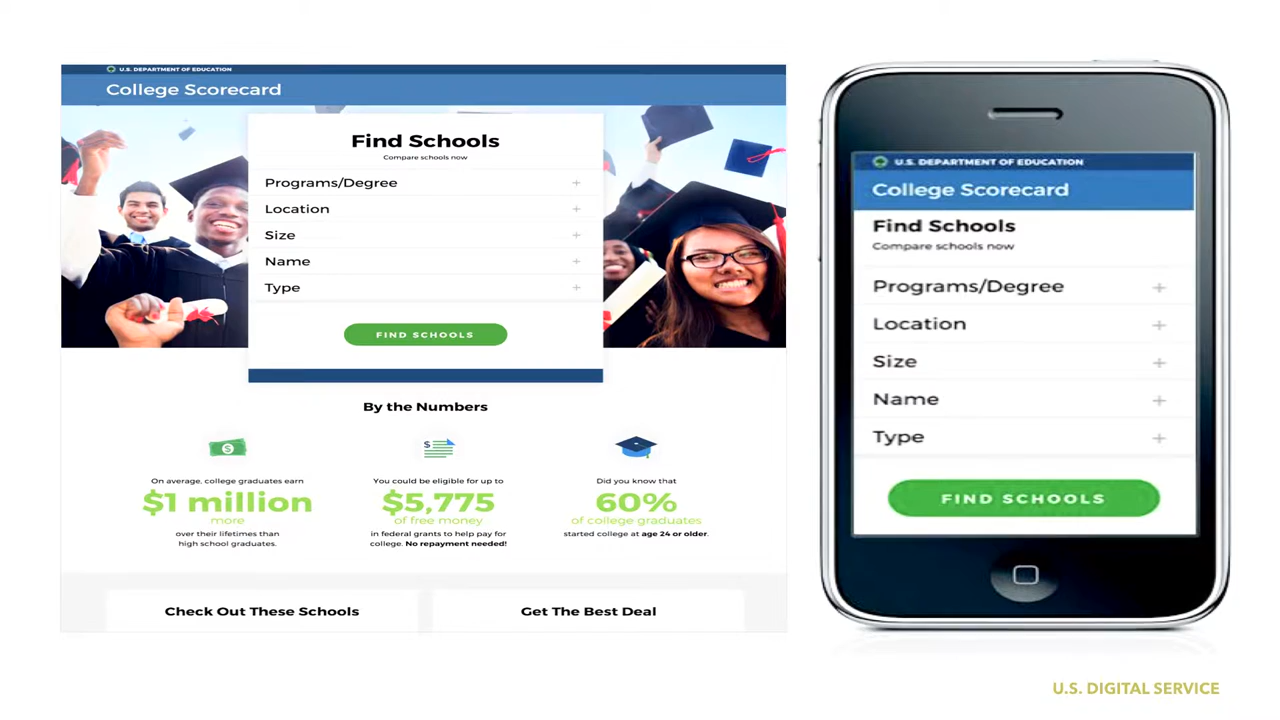 U.S. DEPARTMENT OF EDUCATION
College Scorecard
Find Schools
Compare schools now
Programs/Degree +
Location +
Size +
Name +
Type +
FIND SCHOOLS
By the Numbers
$
On average, college graduates earn
$1 million
more
over their lifetimes than
high school graduates.
$
You could be eligible for up to
$5,775
of free money
in federal grants to help pay for
college. No repayment needed!
Did you know that
60%
of college graduates
started college at age 24 or older.
Check Out These Schools
Get The Best Deal
U.S. DEPARTMENT OF EDUCATION
College Scorecard
Find Schools
Compare schools now
Programs/Degree +
Location +
Size +
Name +
Type +
FIND SCHOOLS
U.S. DIGITAL SERVICE